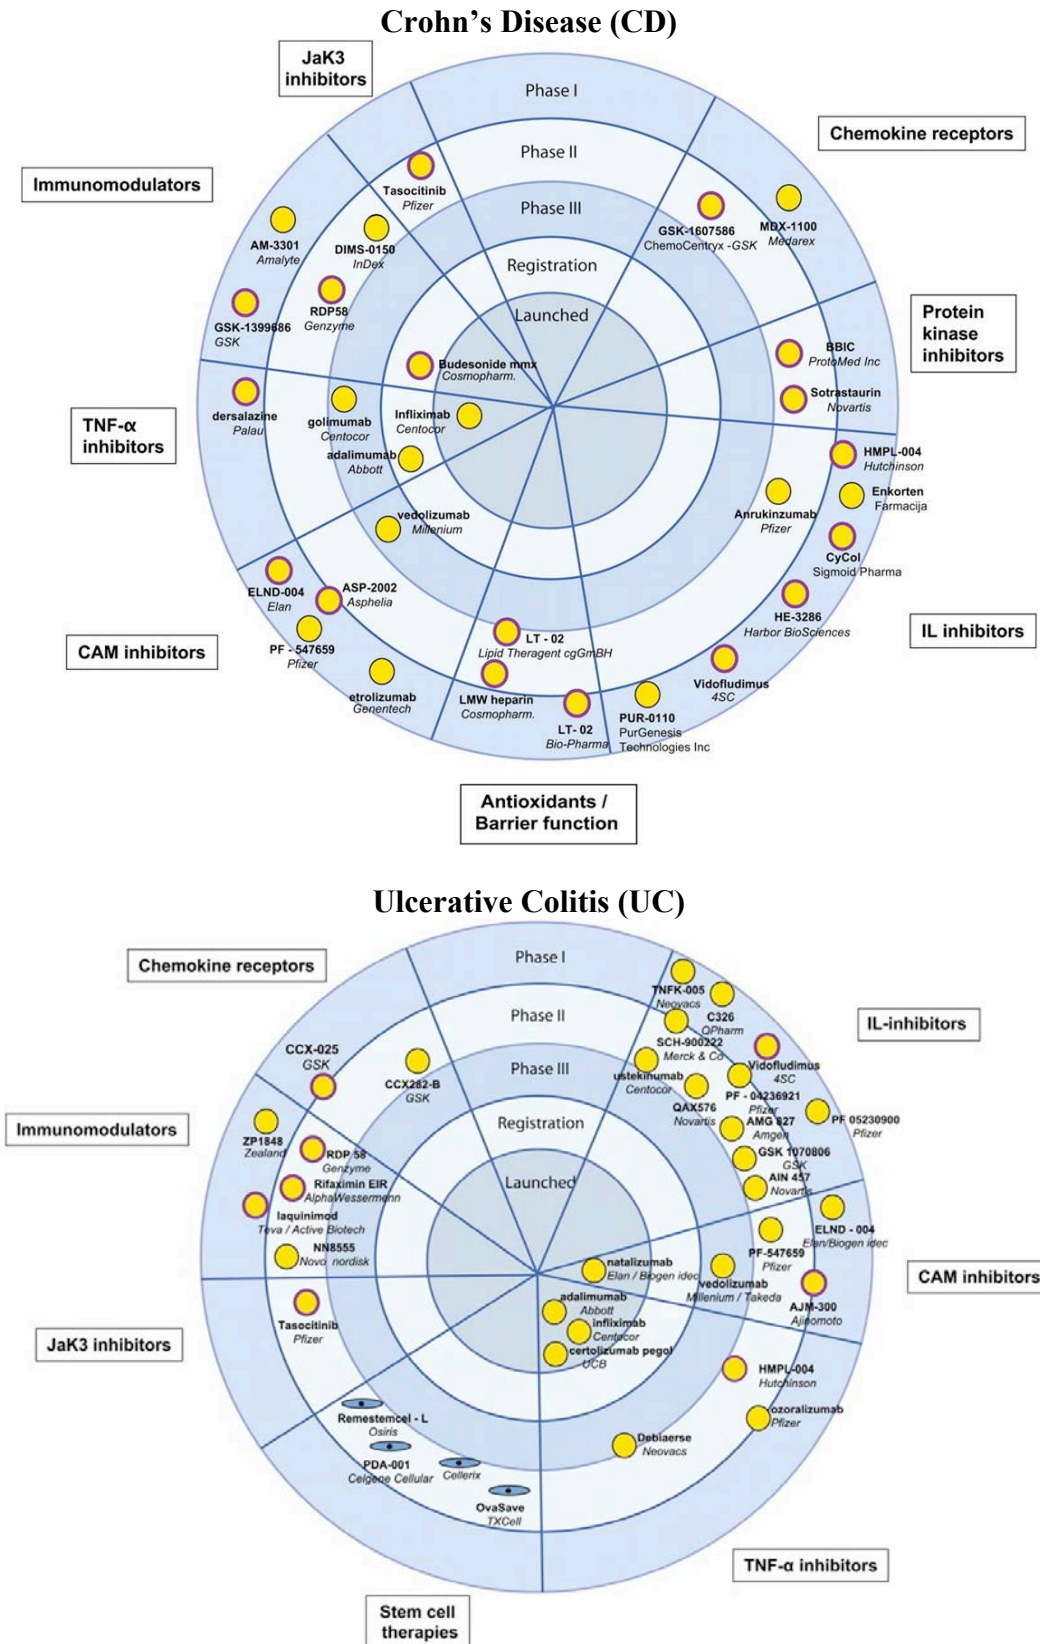 Crohn's Disease (CD)
JaK3
inhibitors
Phase I
Chemokine receptors
Phase II
Immunomodulators
Tasocitinib
Pfizer
Phase III
MDX-1100
Medarex
GSK-1607586
ChemoCentryx -GSK
AM-3301
Amalyte
DIMS-0150
InDex
Registration
RDP58
Genzyme
GSK-1399686
GSK
Launched
Protein
kinase
inhibitors
BBIC
ProtoMed Inc
Budesonide mmx
Cosmopharm.
Sotrastaurin
Novartis
dersalazine
Palau
TNF-α
inhibitors
golimumab
Centocor
Infliximab
Centocor
adalimumab
Abbott
HMPL-004
Hutchinson
Enkorten
Farmacija
Anrukinzumab
Pfizer
vedolizumab
Millenium
CyCol
Sigmoid Pharma
ELND-004
Elan
ASP-2002
Asphelia
HE-3286
Harbor BioSciences
IL inhibitors
CAM inhibitors
PF - 547659
Pfizer
LT - 02
Lipid Theragent cgGmBH
Vidofludimus
4SC
etrolizumab
Genentech
LMW heparin
Cosmopharm.
LT- 02
Bio-Pharma
PUR-0110
PurGenesis
Technologies Inc
Antioxidants /
Barrier function
Ulcerative Colitis (UC)
Phase I
Chemokine receptors
TNFK-005
Neovacs
C326
QPharm
IL-inhibitors
Phase II
SCH-900222
Merck & Co
CCX-025
GSK
Vidofludimus
4SC
CCX282-B
GSK
Phase III
ustekinumab
Centocor
PF - 04236921
Pfizer
QAX576
Novartis
PF 05230900
Pfizer
Immunomodulators
Registration
AMG 827
Amgen
ZP1848
Zealand
RDP 58
Genzyme
GSK 1070806
GSK
Rifaximin EIR
AlphaWessermenn
Launched
AIN 457
Novartis
laquinimod
Teva / Active Biotech
ELND - 004
Elan/Biogen idec
NN8555
Novo nordisk
PF-547659
Pfizer
natalizumab
Elan / Biogen idec
vedolizumab
Millenium / Takeda
CAM inhibitors
adalimumab
Abbott
AJM-300
Ajinomoto
Tasocitinib
Pfizer
infliximab
Centocor
JaK3 inhibitors
certolizumab pegol
UCB
HMPL-004
Hutchinson
Remestemcel - L
Osiris
ozoralizumab
Pfizer
PDA-001
Celgene Cellular
Cellerix
Debiaerse
Neovacs
OvaSave
TXCell
TNF-α inhibitors
Stem cell
therapies